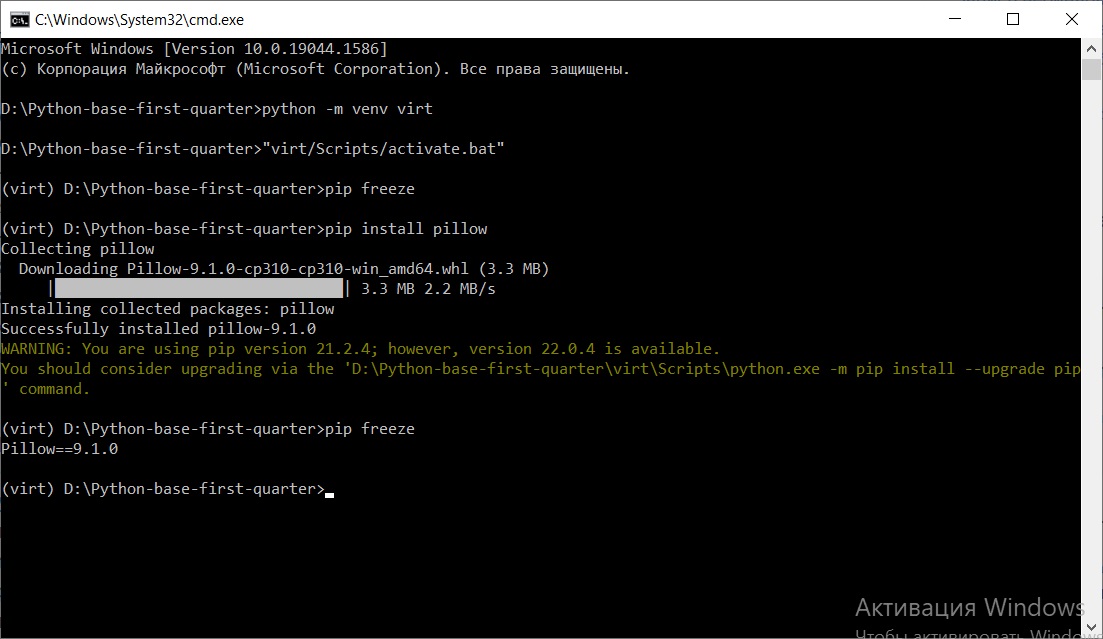 C:\Windows\System32\cmd.exe
Microsoft Windows [Version 10.0.19044.1586]
(c) Корпорация Майкрософт (Microsoft Corporation). Все права защищены.
D:\Python-base-first-quarter>python -m venv virt
D:\Python-base-first-quarter>"virt/Scripts/activate.bat"
(virt) D:\Python-base-first-quarter>pip freeze
(virt) D:\Python-base-first-quarter>pip install pillow
Collecting pillow
  Downloading Pillow-9.1.0-cp310-cp310-win_amd64.whl (3.3 MB)
     |████████████████████████████████| 3.3 MB 2.2 MB/s
Installing collected packages: pillow
Successfully installed pillow-9.1.0
WARNING: You are using pip version 21.2.4; however, version 22.0.4 is available.
You should consider upgrading via the 'D:\Python-base-first-quarter\virt\Scripts\python.exe -m pip install --upgrade pip
' command.
(virt) D:\Python-base-first-quarter>pip freeze
Pillow==9.1.0
(virt) D:\Python-base-first-quarter>
Активация Windows
Чтобы активировать Windows